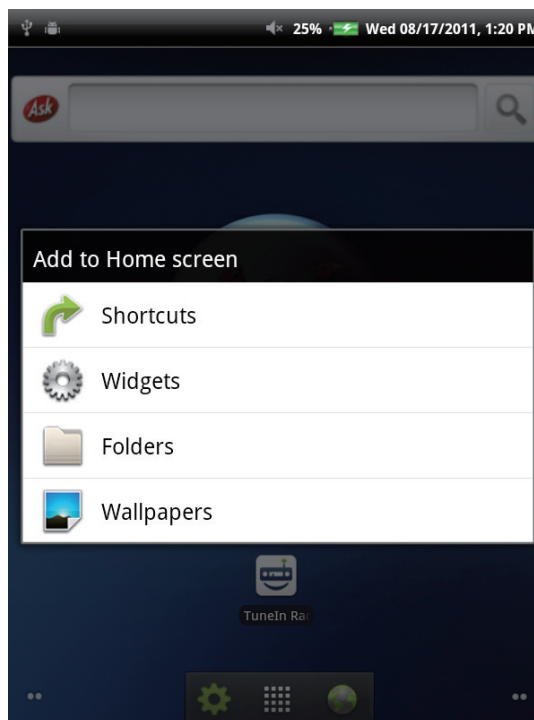 25% Wed 08/17/2011, 1:20 PM
Ask
Add to Home screen
Shortcuts
Widgets
Folders
Wallpapers
TuneIn Ra